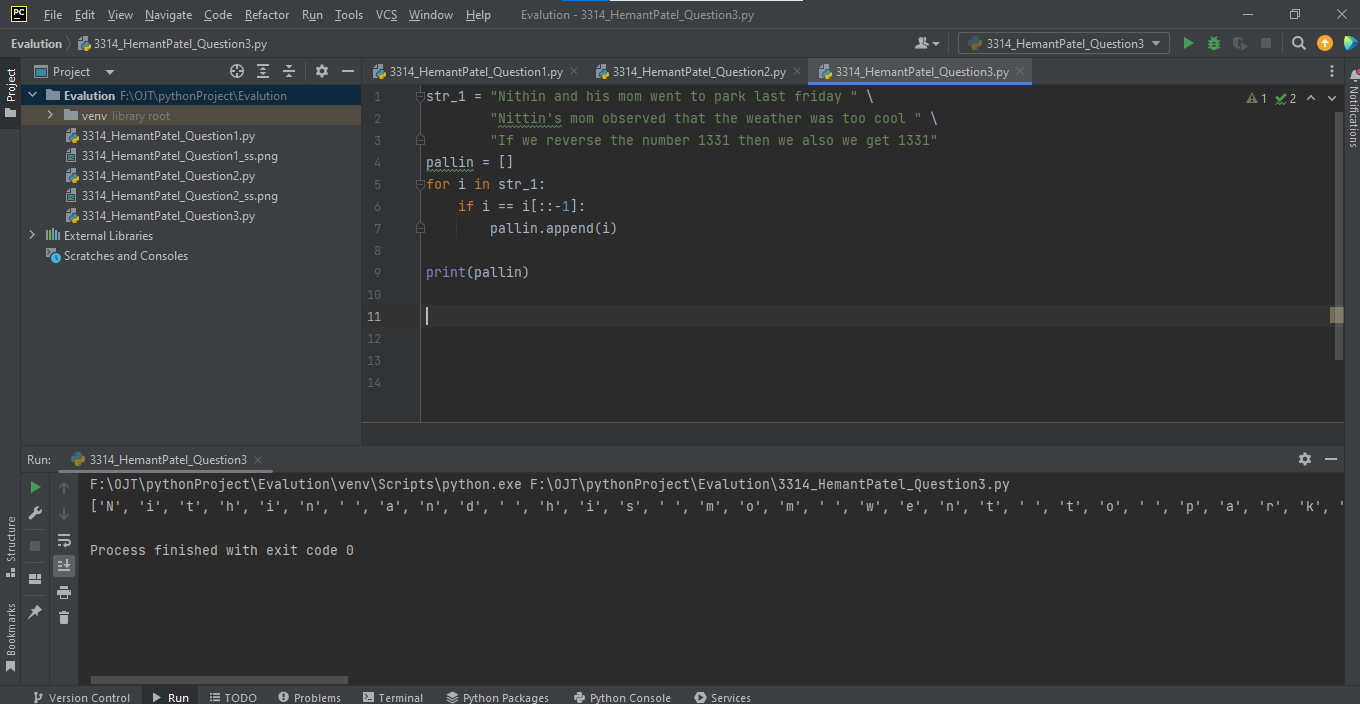 PC File Edit View Navigate Code Refactor Run Tools VCS Window Help Evalution - 3314_HemantPatel_Question3.py
Evalution 3314_HemantPatel_Question3.py 3314_HemantPatel_Question3
Project
Project 3314_HemantPatel_Question1.py 3314_HemantPatel_Question2.py 3314_HemantPatel_Question3.py
Notifications
Evalution F:\OJT\pythonProject\Evalution
venv library root
3314_HemantPatel_Question1.py
3314_HemantPatel_Question1_ss.png
3314_HemantPatel_Question2.py
3314_HemantPatel_Question2_ss.png
3314_HemantPatel_Question3.py
External Libraries
Scratches and Consoles
1 str_1 = "Nithin and his mom went to park last friday " \ 1 2
2 "Nittin's mom observed that the weather was too cool " \
3 "If we reverse the number 1331 then we also we get 1331"
4 pallin = []
5 for i in str_1:
6 if i == i[::-1]:
7 pallin.append(i)
8
9 print(pallin)
10
11
12
13
14
Run: 3314_HemantPatel_Question3
F:\OJT\pythonProject\Evalution\venv\Scripts\python.exe F:\OJT\pythonProject\Evalution\3314_HemantPatel_Question3.py
['N', 'i', 't', 'h', 'i', 'n', ' ', 'a', 'n', 'd', ' ', 'h', 'i', 's', ' ', 'm', 'o', 'm', ' ', 'w', 'e', 'n', 't', ' ', 't', 'o', ' ', 'p', 'a', 'r', 'k', '
Process finished with exit code 0
Structure
Bookmarks
Version Control Run TODO Problems Terminal Python Packages Python Console Services